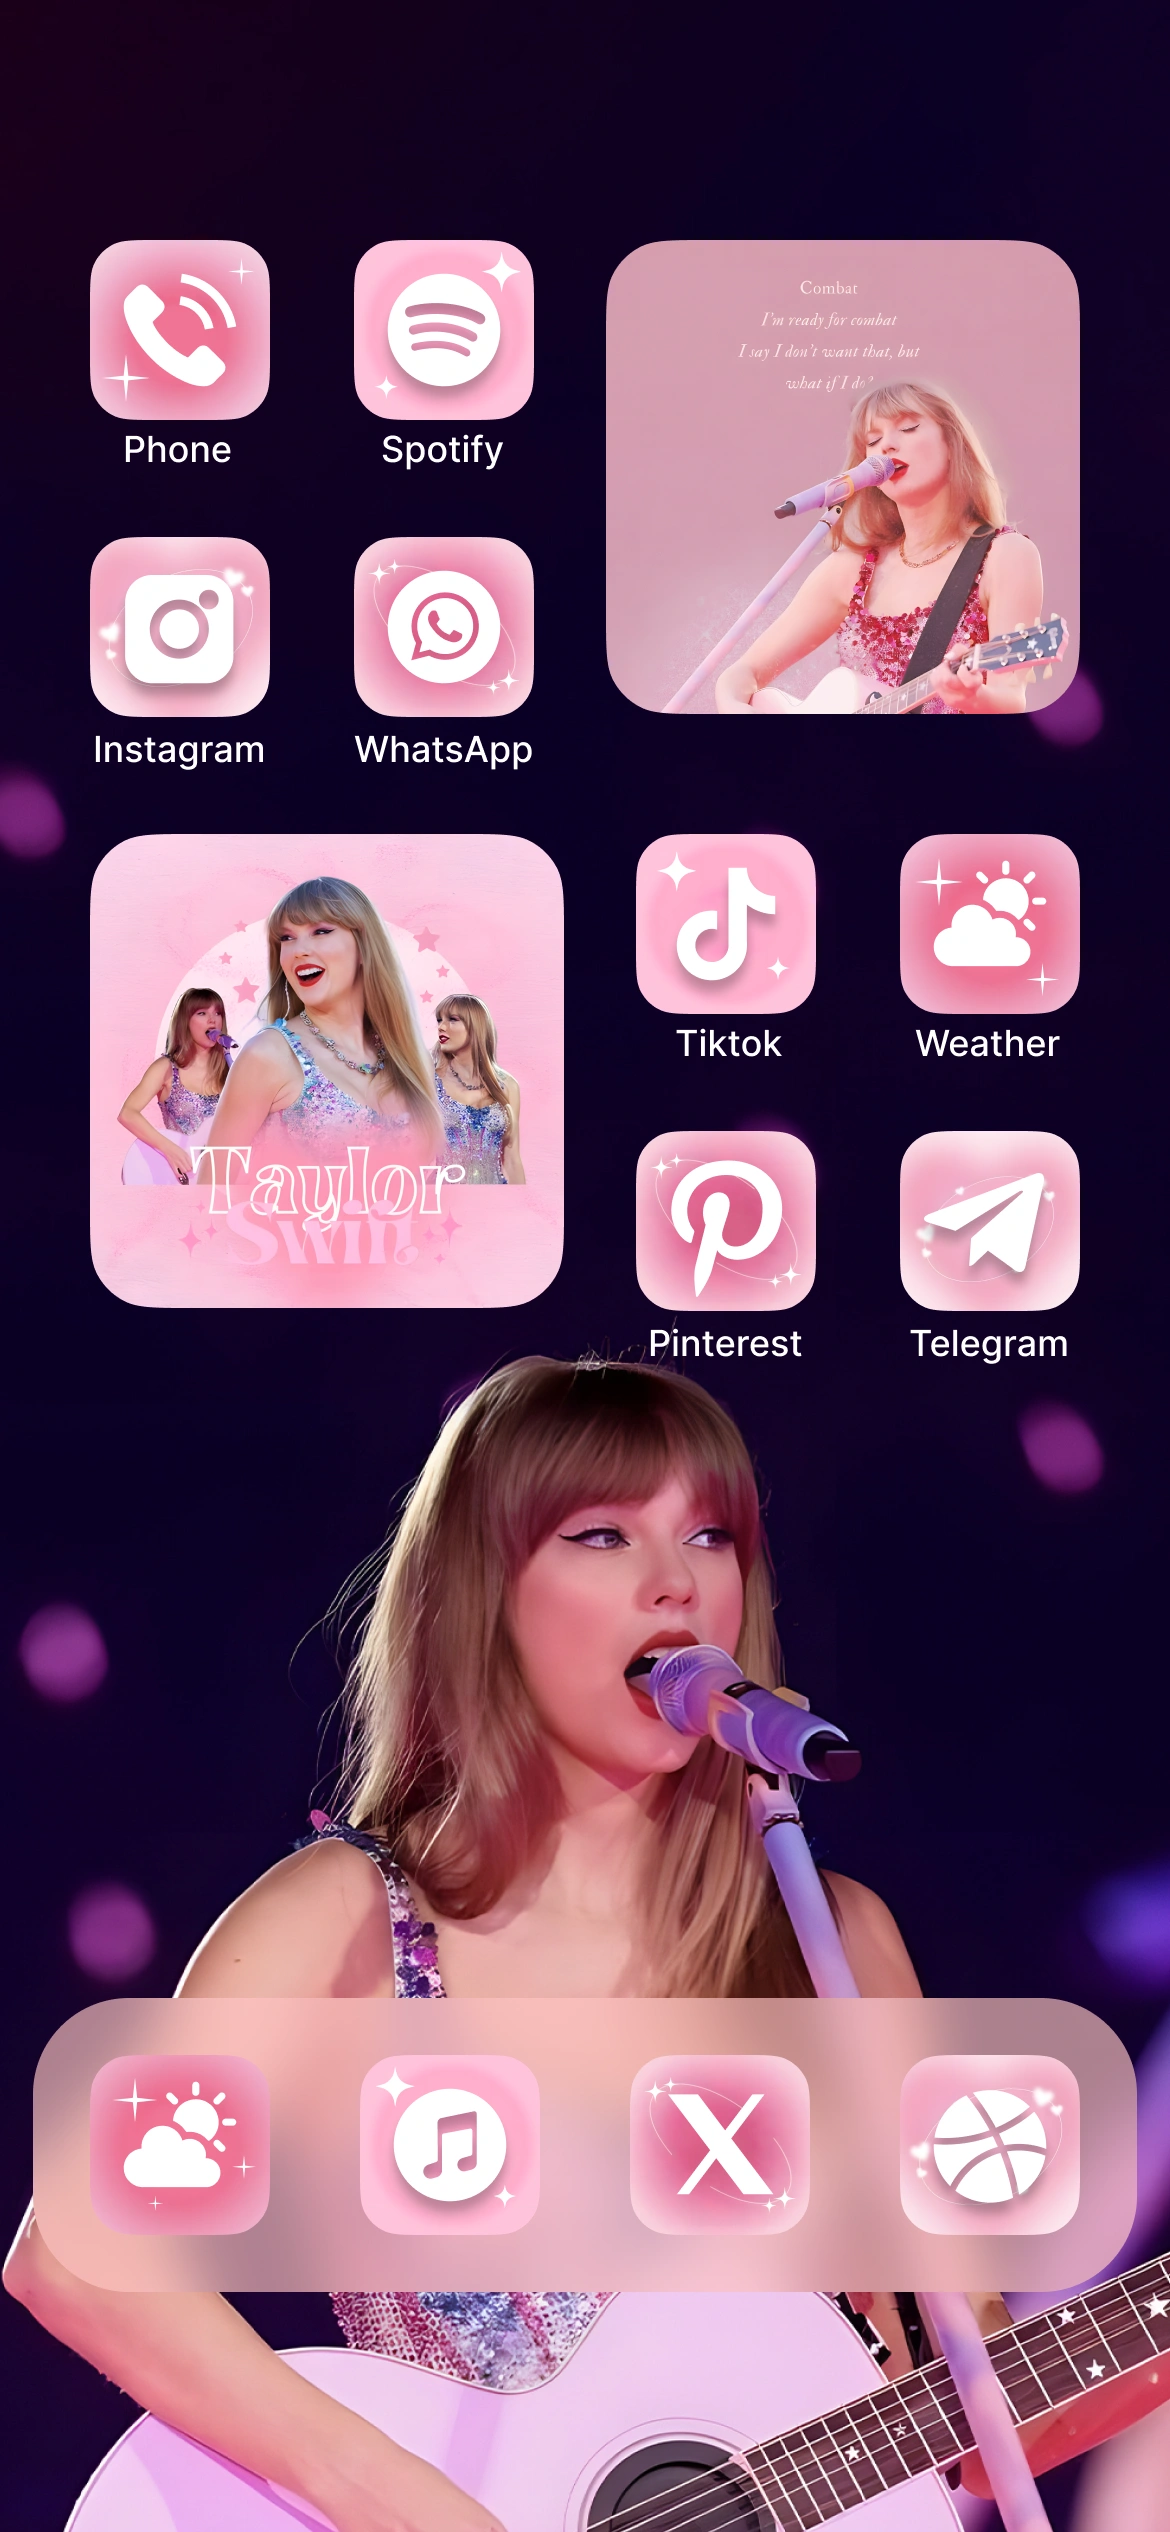 Combat
I'm ready for combat
I say I don't want that, but
what if I do?
Phone
Spotify
Instagram
WhatsApp
Taylor
Swift
Tiktok
Weather
Pinterest
Telegram